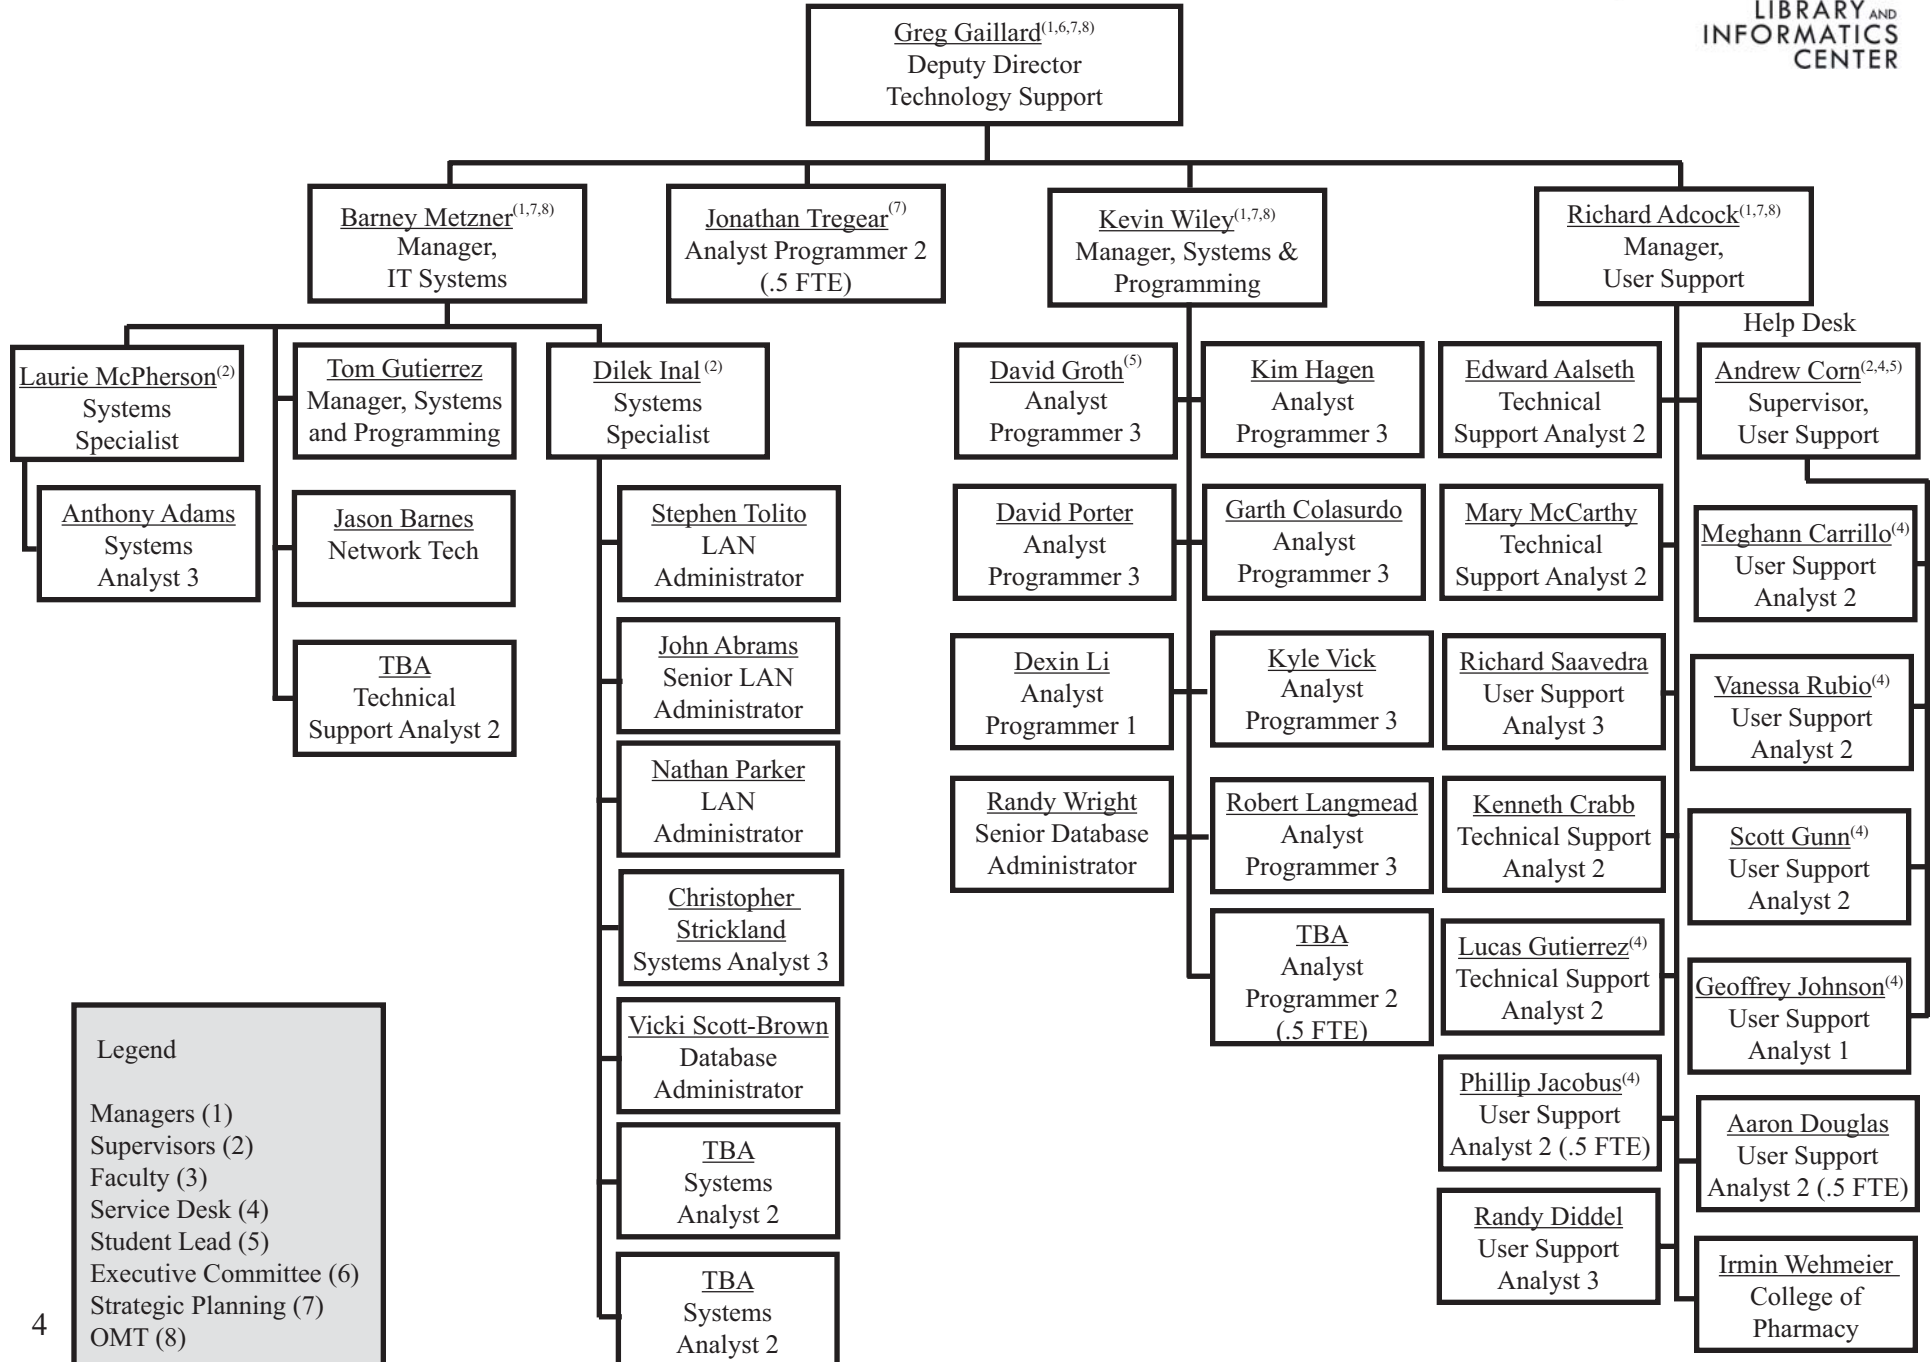 LIBRARY AND
INFORMATICS
CENTER
Greg Gaillard(1,6,7,8)
Deputy Director
Technology Support
Barney Metzner(1,7,8)
Manager,
IT Systems
Jonathan Tregear(7)
Analyst Programmer 2
(.5 FTE)
Kevin Wiley(1,7,8)
Manager, Systems &
Programming
Richard Adcock(1,7,8)
Manager,
User Support
Help Desk
Laurie McPherson(2)
Systems
Specialist
Tom Gutierrez
Manager, Systems
and Programming
Dilek Inal (2)
Systems
Specialist
David Groth(5)
Analyst
Programmer 3
Kim Hagen
Analyst
Programmer 3
Edward Aalseth
Technical
Support Analyst 2
Andrew Corn(2,4,5)
Supervisor,
User Support
Anthony Adams
Systems
Analyst 3
Jason Barnes
Network Tech
Stephen Tolito
LAN
Administrator
David Porter
Analyst
Programmer 3
Garth Colasurdo
Analyst
Programmer 3
Mary McCarthy
Technical
Support Analyst 2
Meghann Carrillo(4)
User Support
Analyst 2
TBA
Technical
Support Analyst 2
John Abrams
Senior LAN
Administrator
Dexin Li
Analyst
Programmer 1
Kyle Vick
Analyst
Programmer 3
Richard Saavedra
User Support
Analyst 3
Vanessa Rubio(4)
User Support
Analyst 2
Nathan Parker
LAN
Administrator
Randy Wright
Senior Database
Administrator
Robert Langmead
Analyst
Programmer 3
Kenneth Crabb
Technical Support
Analyst 2
Scott Gunn(4)
User Support
Analyst 2
Christopher
Strickland
Systems Analyst 3
TBA
Analyst
Programmer 2
(.5 FTE)
Lucas Gutierrez(4)
Technical Support
Analyst 2
Geoffrey Johnson(4)
User Support
Analyst 1
Vicki Scott-Brown
Database
Administrator
Phillip Jacobus(4)
User Support
Analyst 2 (.5 FTE)
Aaron Douglas
User Support
Analyst 2 (.5 FTE)
TBA
Systems
Analyst 2
Randy Diddel
User Support
Analyst 3
Irmin Wehmeier
College of
Pharmacy
TBA
Systems
Analyst 2
Legend
Managers (1)
Supervisors (2)
Faculty (3)
Service Desk (4)
Student Lead (5)
Executive Committee (6)
Strategic Planning (7)
OMT (8)
4